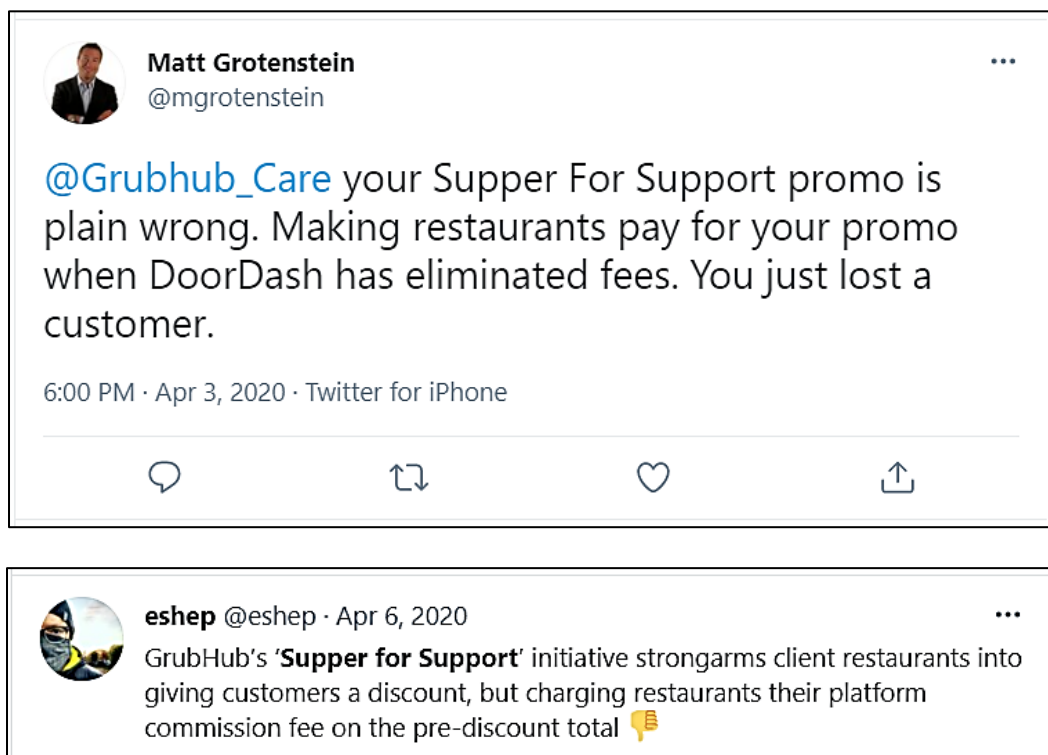 Matt Grotenstein
@mgrotenstein
@Grubhub_Care your Supper For Support promo is
plain wrong. Making restaurants pay for your promo
when DoorDash has eliminated fees. You just lost a
customer.
6:00 PM · Apr 3, 2020 · Twitter for iPhone
eshep @eshep · Apr 6, 2020
GrubHub's 'Supper for Support' initiative strongarms client restaurants into
giving customers a discount, but charging restaurants their platform
commission fee on the pre-discount total 👎